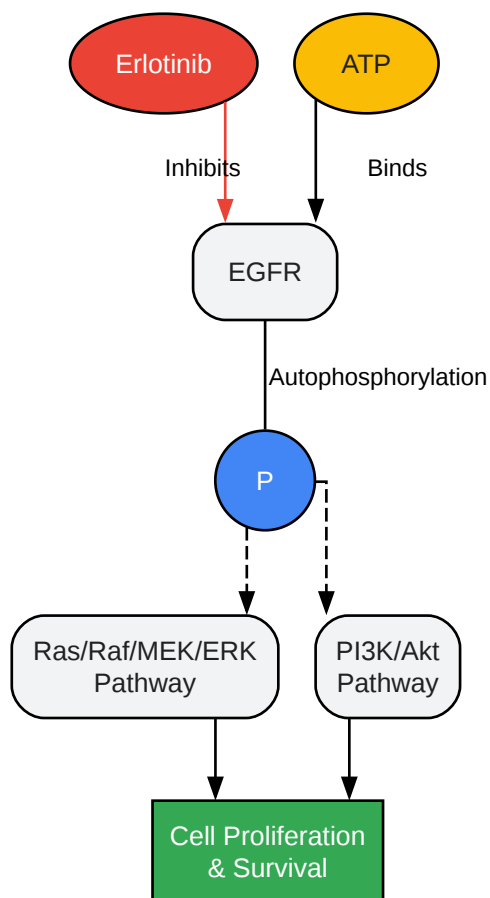 Erlotinib
ATP
Inhibits
Binds
EGFR
Autophosphorylation
P
Ras/Raf/MEK/ERK
Pathway
PI3K/Akt
Pathway
Cell Proliferation
& Survival